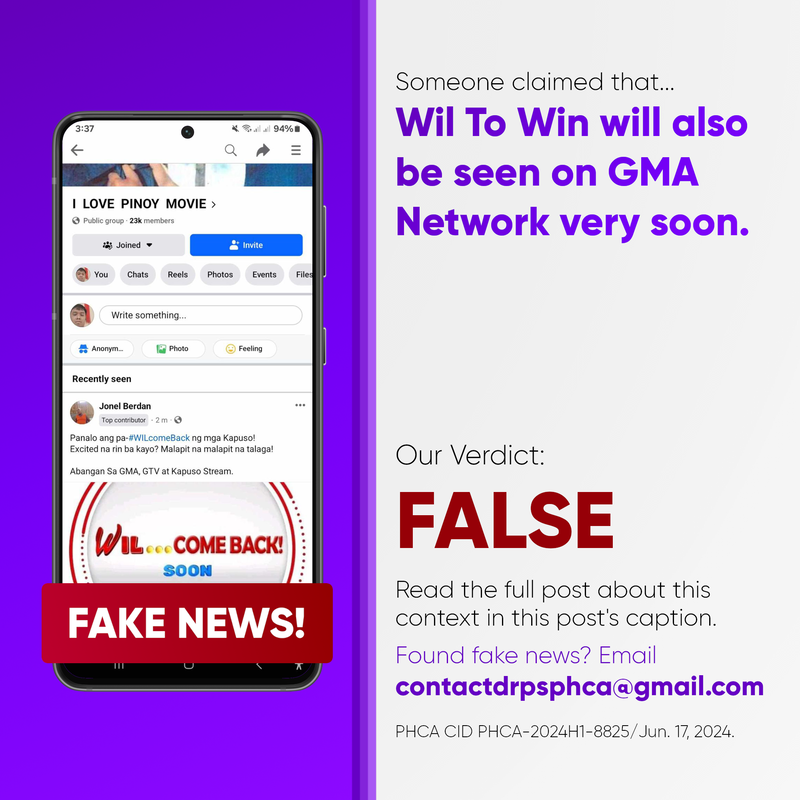 3:37
94%
I LOVE PINOY MOVIE >
Public group · 23k members
Joined
Invite
You
Chats
Reels
Photos
Events
Files
Write something...
Anonym...
Photo
Feeling
Recently seen
Jonel Berdan
Top contributor · 2 m ·
Panalo ang pa-#WILcomeBack ng mga Kapuso!
Excited na rin ba kayo? Malapit na malapit na talaga!
Abangan Sa GMA, GTV at Kapuso Stream.
WIL...COME BACK!
SOON
FAKE NEWS!
Someone claimed that...
Wil To Win will also
be seen on GMA
Network very soon.
Our Verdict:
FALSE
Read the full post about this
context in this post's caption.
Found fake news? Email
contactdrpsphca@gmail.com
PHCA CID PHCA-2024H1-8825/Jun. 17, 2024.